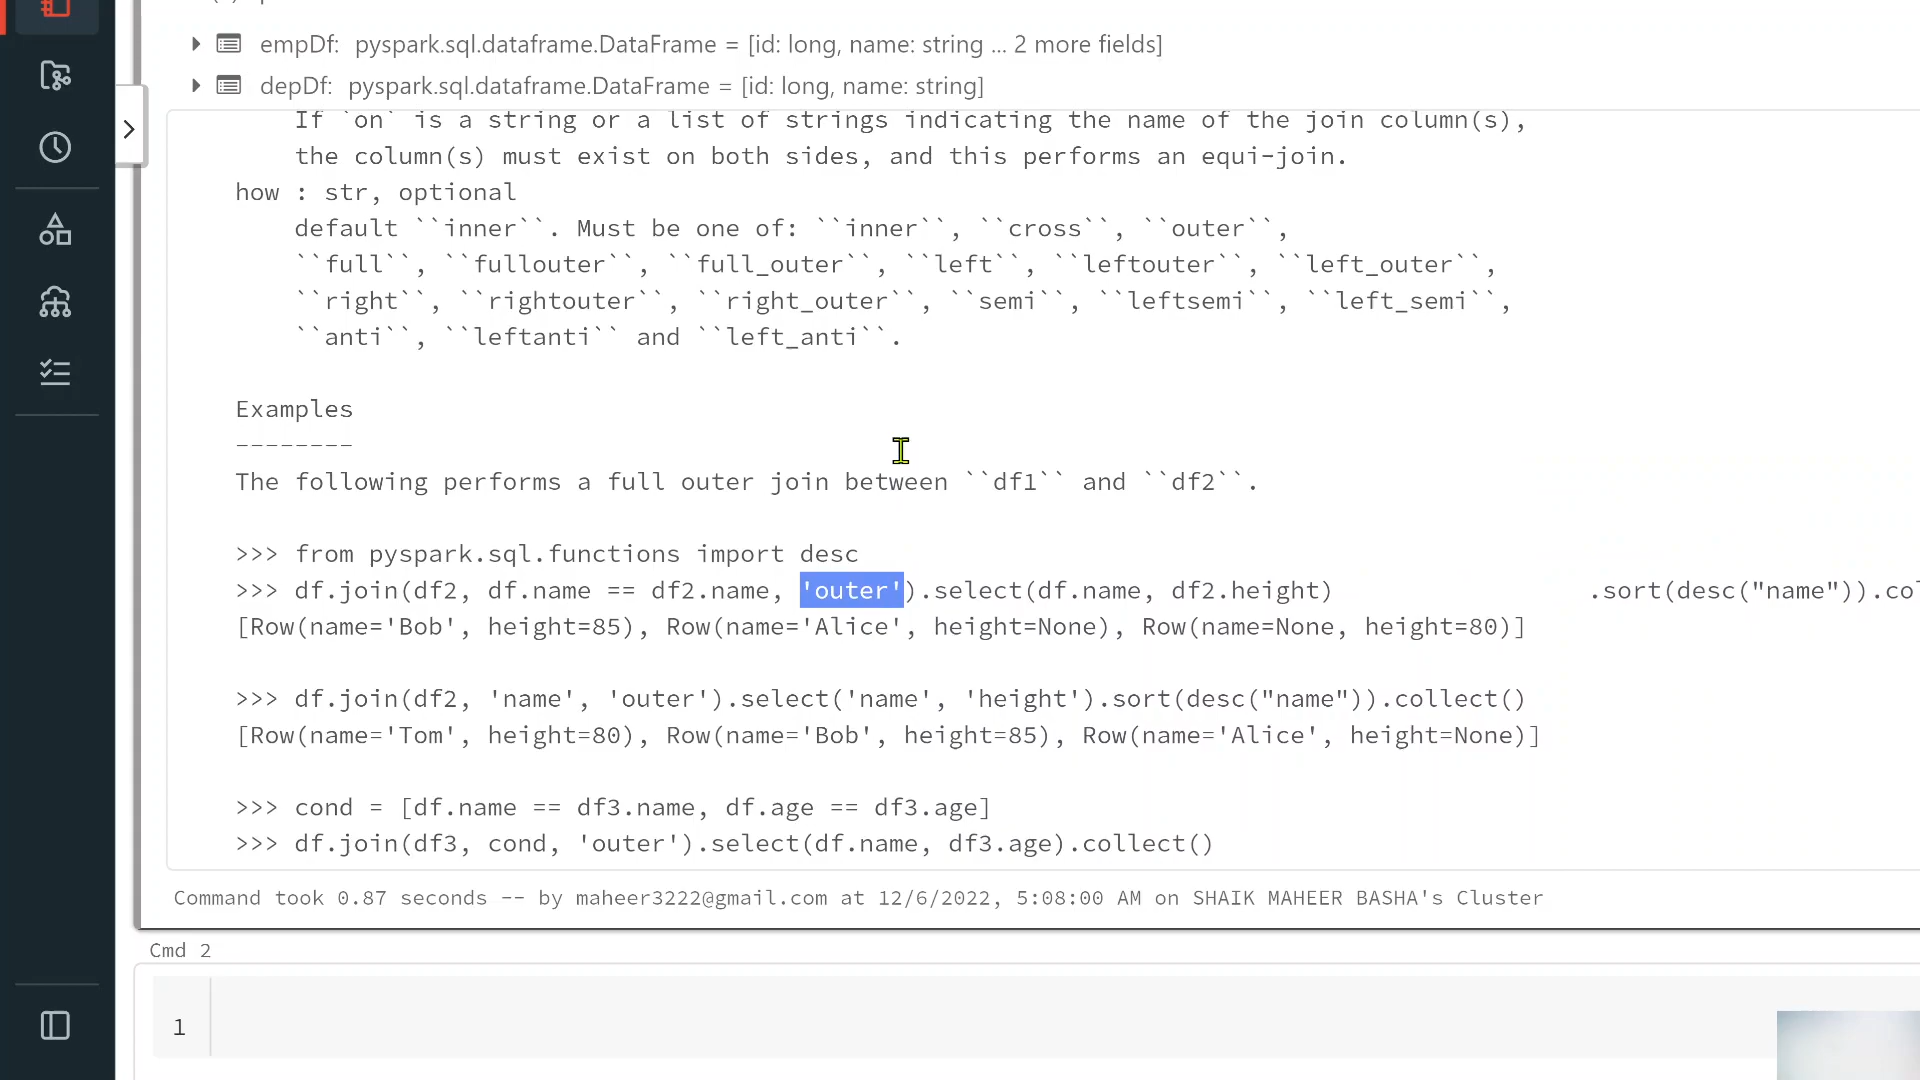 empDf: pyspark.sql.dataframe.DataFrame = [id: long, name: string ... 2 more fields]
depDf: pyspark.sql.dataframe.DataFrame = [id: long, name: string]
If `on` is a string or a list of strings indicating the name of the join column(s),
the column(s) must exist on both sides, and this performs an equi-join.
how : str, optional
default ``inner``. Must be one of: ``inner``, ``cross``, ``outer``,
``full``, ``fullouter``, ``full_outer``, ``left``, ``leftouter``, ``left_outer``,
``right``, ``rightouter``, ``right_outer``, ``semi``, ``leftsemi``, ``left_semi``,
``anti``, ``leftanti`` and ``left_anti``.
Examples
--------
The following performs a full outer join between ``df1`` and ``df2``.
>>> from pyspark.sql.functions import desc
>>> df.join(df2, df.name == df2.name, 'outer').select(df.name, df2.height) .sort(desc("name")).co
[Row(name='Bob', height=85), Row(name='Alice', height=None), Row(name=None, height=80)]
>>> df.join(df2, 'name', 'outer').select('name', 'height').sort(desc("name")).collect()
[Row(name='Tom', height=80), Row(name='Bob', height=85), Row(name='Alice', height=None)]
>>> cond = [df.name == df3.name, df.age == df3.age]
>>> df.join(df3, cond, 'outer').select(df.name, df3.age).collect()
Command took 0.87 seconds -- by maheer3222@gmail.com at 12/6/2022, 5:08:00 AM on SHAIK MAHEER BASHA's Cluster
Cmd 2
1